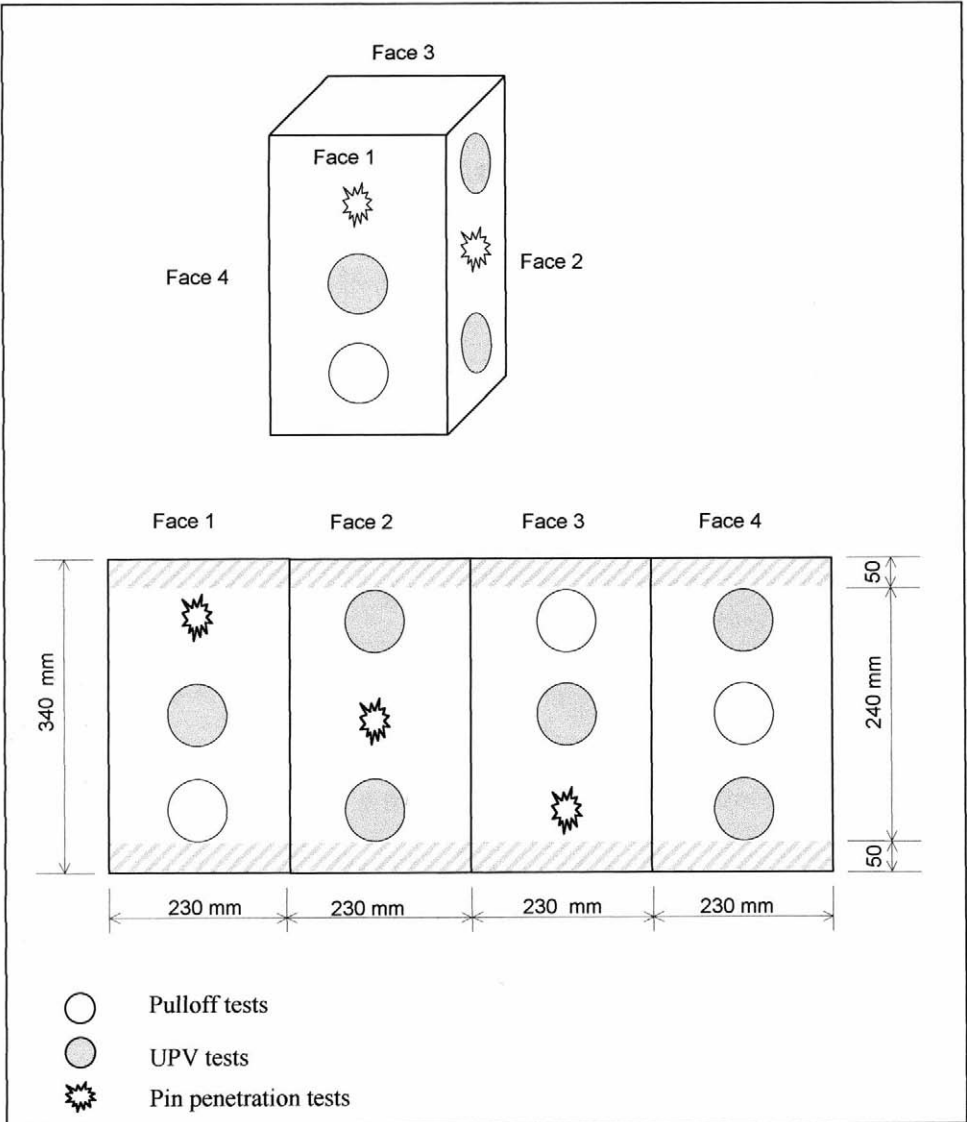 Face 3
Face 1
Face 4
Face 2
Face 1 Face 2 Face 3 Face 4
50
340 mm
240 mm
50
230 mm 230 mm 230 mm 230 mm
Pulloff tests
UPV tests
Pin penetration tests